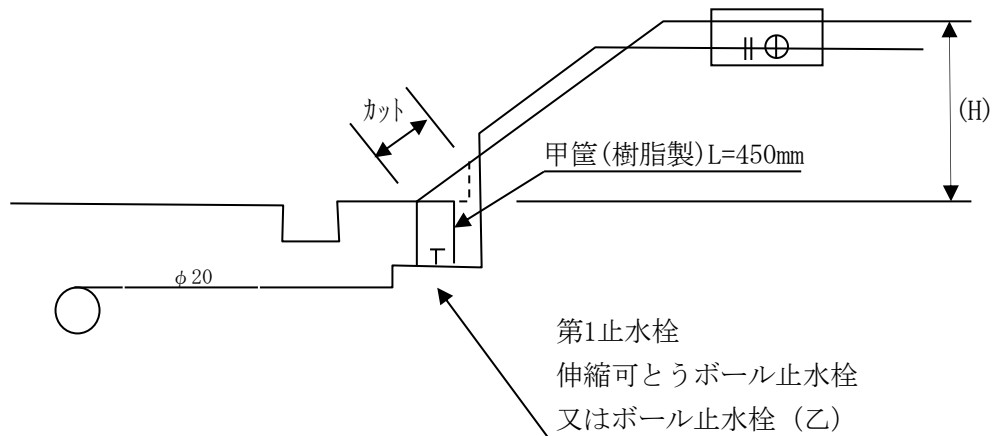 カット
(H)
甲筐(樹脂製)L=450mm
φ20
第1止水栓
伸縮可とうボール止水栓
又はボール止水栓（乙）